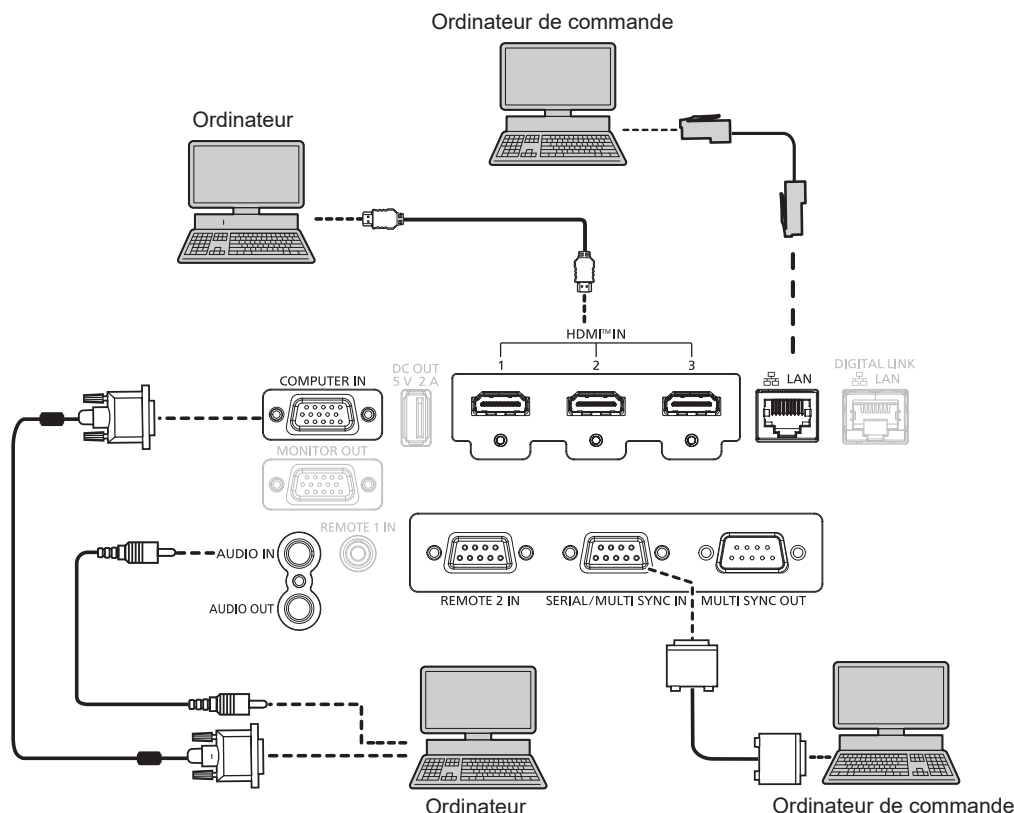 Ordinateur de commande
Ordinateur
HDMI™ IN
1 2 3
DC OUT
5 V 2 A
COMPUTER IN
LAN
DIGITAL LINK
LAN
MONITOR OUT
REMOTE 1 IN
AUDIO IN
AUDIO OUT
REMOTE 2 IN SERIAL/MULTI SYNC IN MULTI SYNC OUT
Ordinateur
Ordinateur de commande